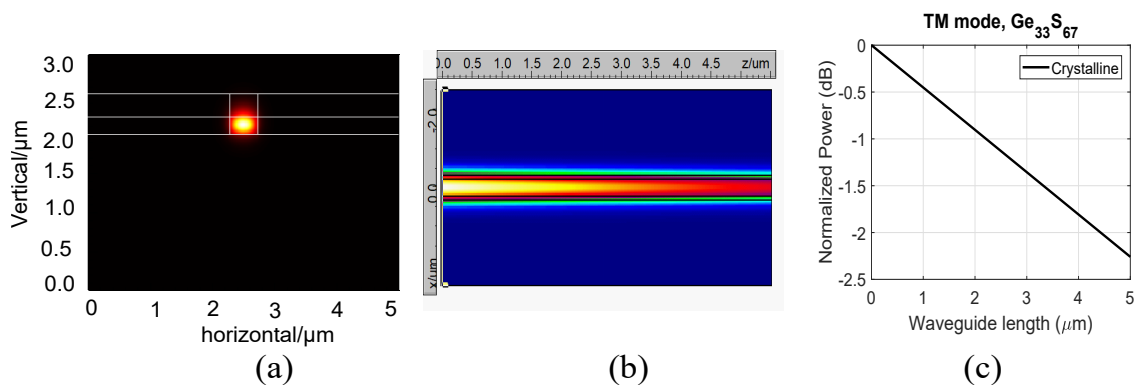 3.0
2.5
2.0
1.5
1.0
0.5
0.0
Vertical/μm
0 1 2 3 4 5
horizontal/μm
(a)
0.0 0.5 1.0 1.5 2.0 2.5 3.0 3.5 4.0 4.5 z/um
-2.0
0.0
x/um
(b)
TM mode, Ge33S67
Crystalline
0
-0.5
-1
-1.5
-2
-2.5
Normalized Power (dB)
0 1 2 3 4 5
Waveguide length (μm)
(c)